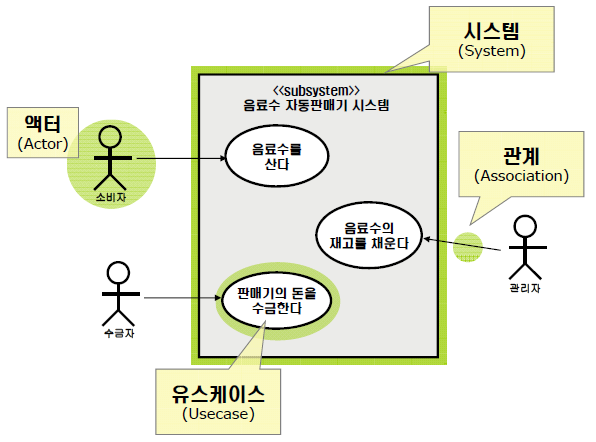 시스템
(System)
<<subsystem>>
음료수 자동판매기 시스템
액터
(Actor)
소비자
음료수를
산다
관계
(Association)
음료수의
재고를 채운다
관리자
판매기의 돈을
수금한다
수금자
유스케이스
(Usecase)